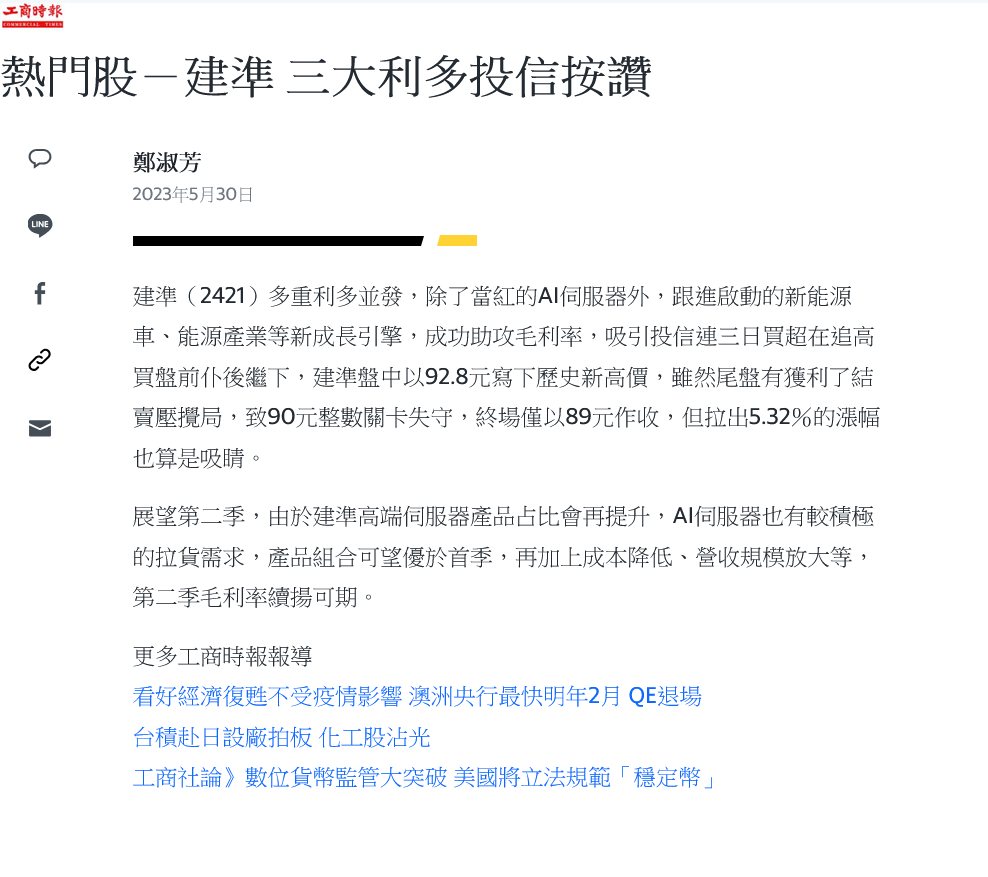 工商時報
COMMERCIAL TIMES
熱門股－建準 三大利多投信按讚
鄭淑芳
2023年5月30日
LINE
建準（2421）多重利多並發，除了當紅的AI伺服器外，跟進啟動的新能源
車、能源產業等新成長引擎，成功助攻毛利率，吸引投信連三日買超在追高
買盤前仆後繼下，建準盤中以92.8元寫下歷史新高價，雖然尾盤有獲利了結
賣壓攪局，致90元整數關卡失守，終場僅以89元作收，但拉出5.32％的漲幅
也算是吸睛。
展望第二季，由於建準高端伺服器產品占比會再提升，AI伺服器也有較積極
的拉貨需求，產品組合可望優於首季，再加上成本降低、營收規模放大等，
第二季毛利率續揚可期。
更多工商時報報導
看好經濟復甦不受疫情影響 澳洲央行最快明年2月 QE退場
台積赴日設廠拍板 化工股沾光
工商社論》數位貨幣監管大突破 美國將立法規範「穩定幣」